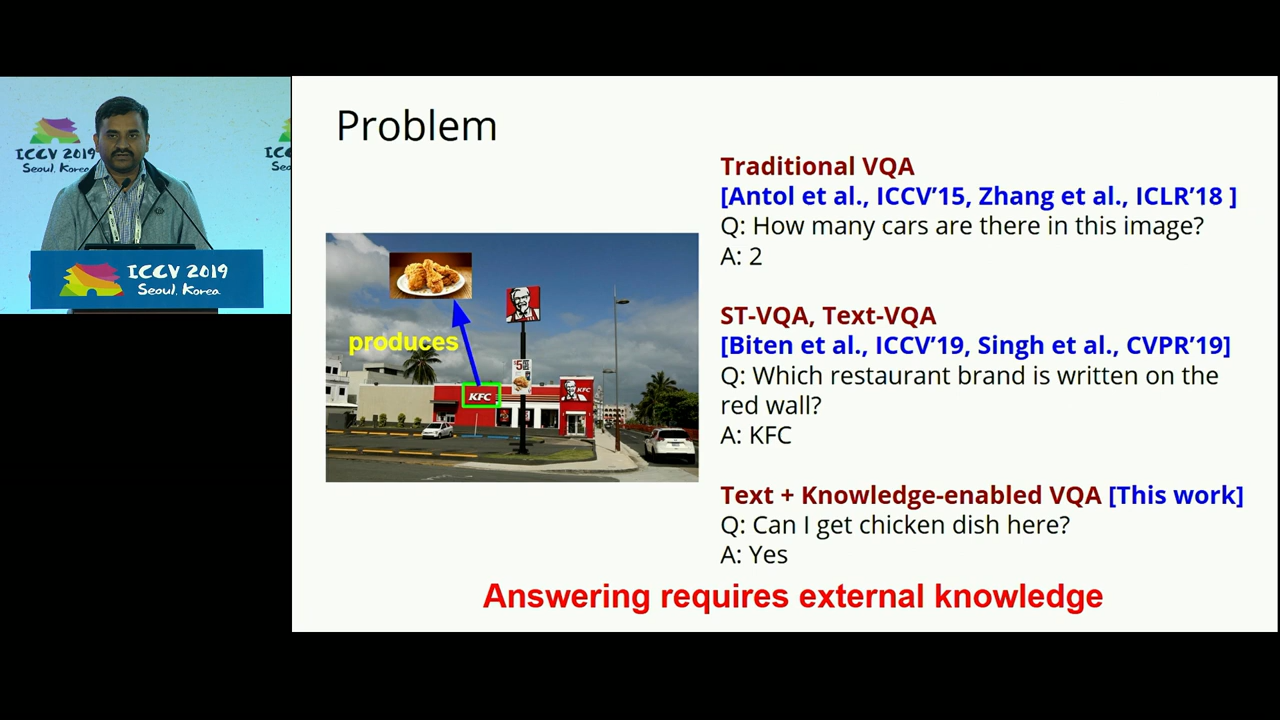 ICCV 2019
Seoul, Korea
ICCV 2019
Seoul, Korea
Problem
produces
KFC
$5
KFC
Traditional VQA
[Antol et al., ICCV'15, Zhang et al., ICLR'18 ]
Q: How many cars are there in this image?
A: 2
ST-VQA, Text-VQA
[Biten et al., ICCV'19, Singh et al., CVPR'19]
Q: Which restaurant brand is written on the
red wall?
A: KFC
Text + Knowledge-enabled VQA [This work]
Q: Can I get chicken dish here?
A: Yes
Answering requires external knowledge